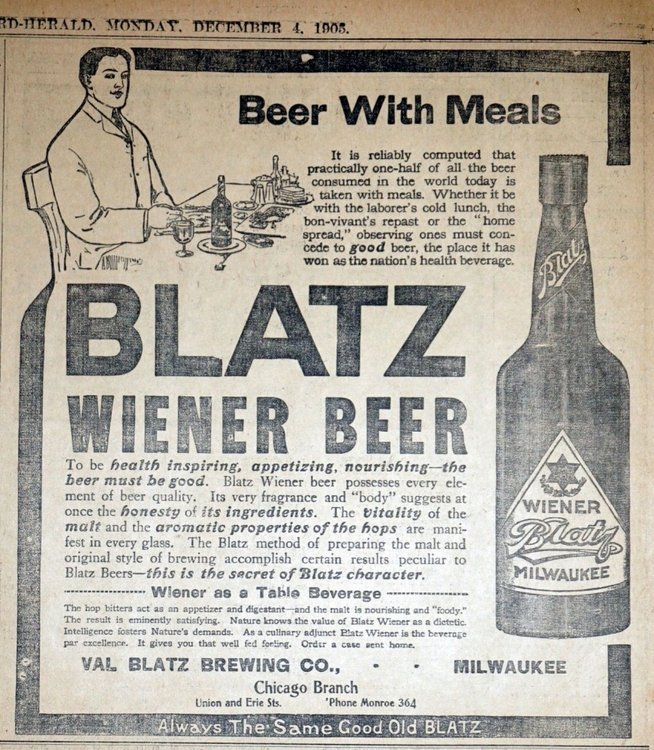 RD-HERALD, MONDAY, DECEMBER 4, 1905.
Beer With Meals
It is reliably computed that
practically one-half of all the beer
consumed in the world today is
taken with meals. Whether it be
with the laborer's cold lunch, the
bon-vivant's repast or the "home
spread," observing ones must con-
cede to good beer, the place it has
won as the nation's health beverage.
Blatz
BLATZ
WIENER BEER
To be health inspiring, appetizing, nourishing—the
beer must be good. Blatz Wiener beer possesses every ele-
ment of beer quality. Its very fragrance and "body" suggests at
once the honesty of its ingredients. The vitality of the
malt and the aromatic properties of the hops are mani-
fest in every glass. The Blatz method of preparing the malt and
original style of brewing accomplish certain results peculiar to
Blatz Beers—this is the secret of Blatz character.
WIENER
Blatz
MILWAUKEE
Wiener as a Table Beverage
The hop bitters act as an appetizer and digestant—and the malt is nourishing and "foody."
The result is eminently satisfying. Nature knows the value of Blatz Wiener as a dietetic.
Intelligence fosters Nature's demands. As a culinary adjunct Blatz Wiener is the beverage
par excellence. It gives you that well fed feeling. Order a case sent home.
VAL BLATZ BREWING CO., · · MILWAUKEE
Chicago Branch
Union and Erie Sts. 'Phone Monroe 364
Always The Same Good Old BLATZ